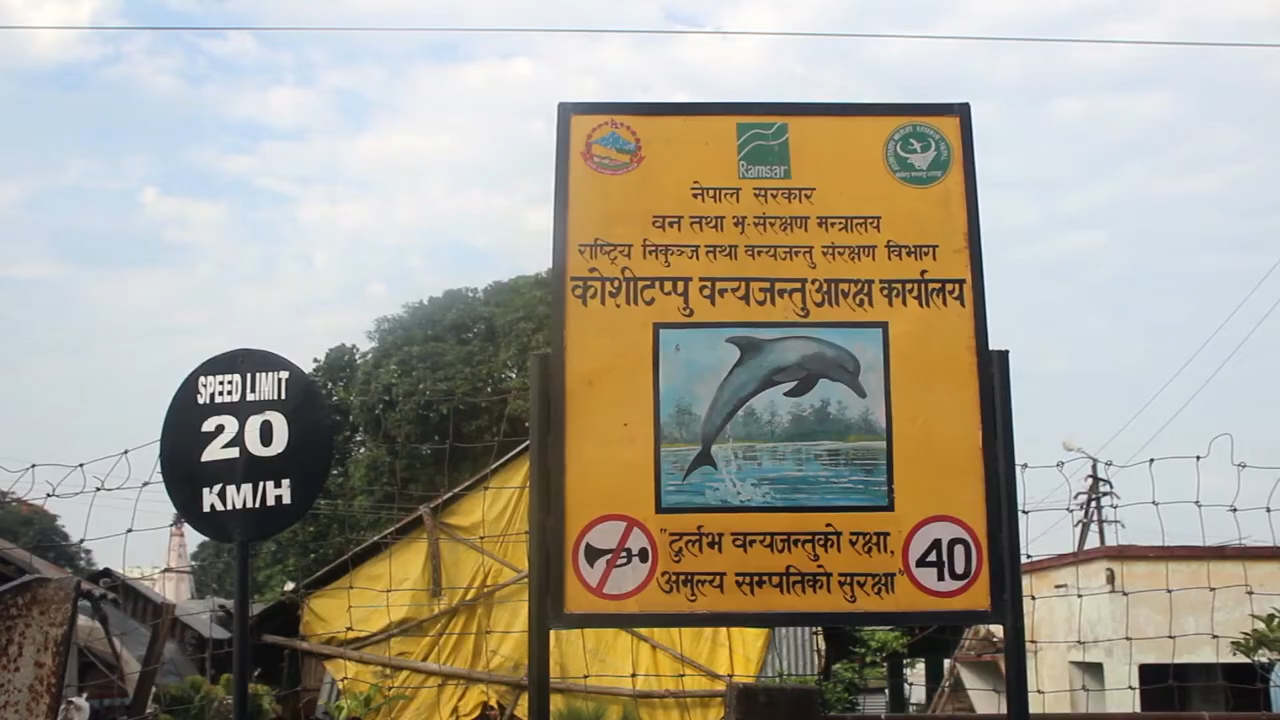 Ramsar
नेपाल सरकार
वन तथा भू-संरक्षण मन्त्रालय
राष्ट्रिय निकुञ्ज तथा वन्यजन्तु संरक्षण विभाग
कोशीटप्पु वन्यजन्तु आरक्ष कार्यालय
"दुर्लभ वन्यजन्तुको रक्षा,
अमुल्य सम्पतिको सुरक्षा"
40
SPEED LIMIT
20
KM/H